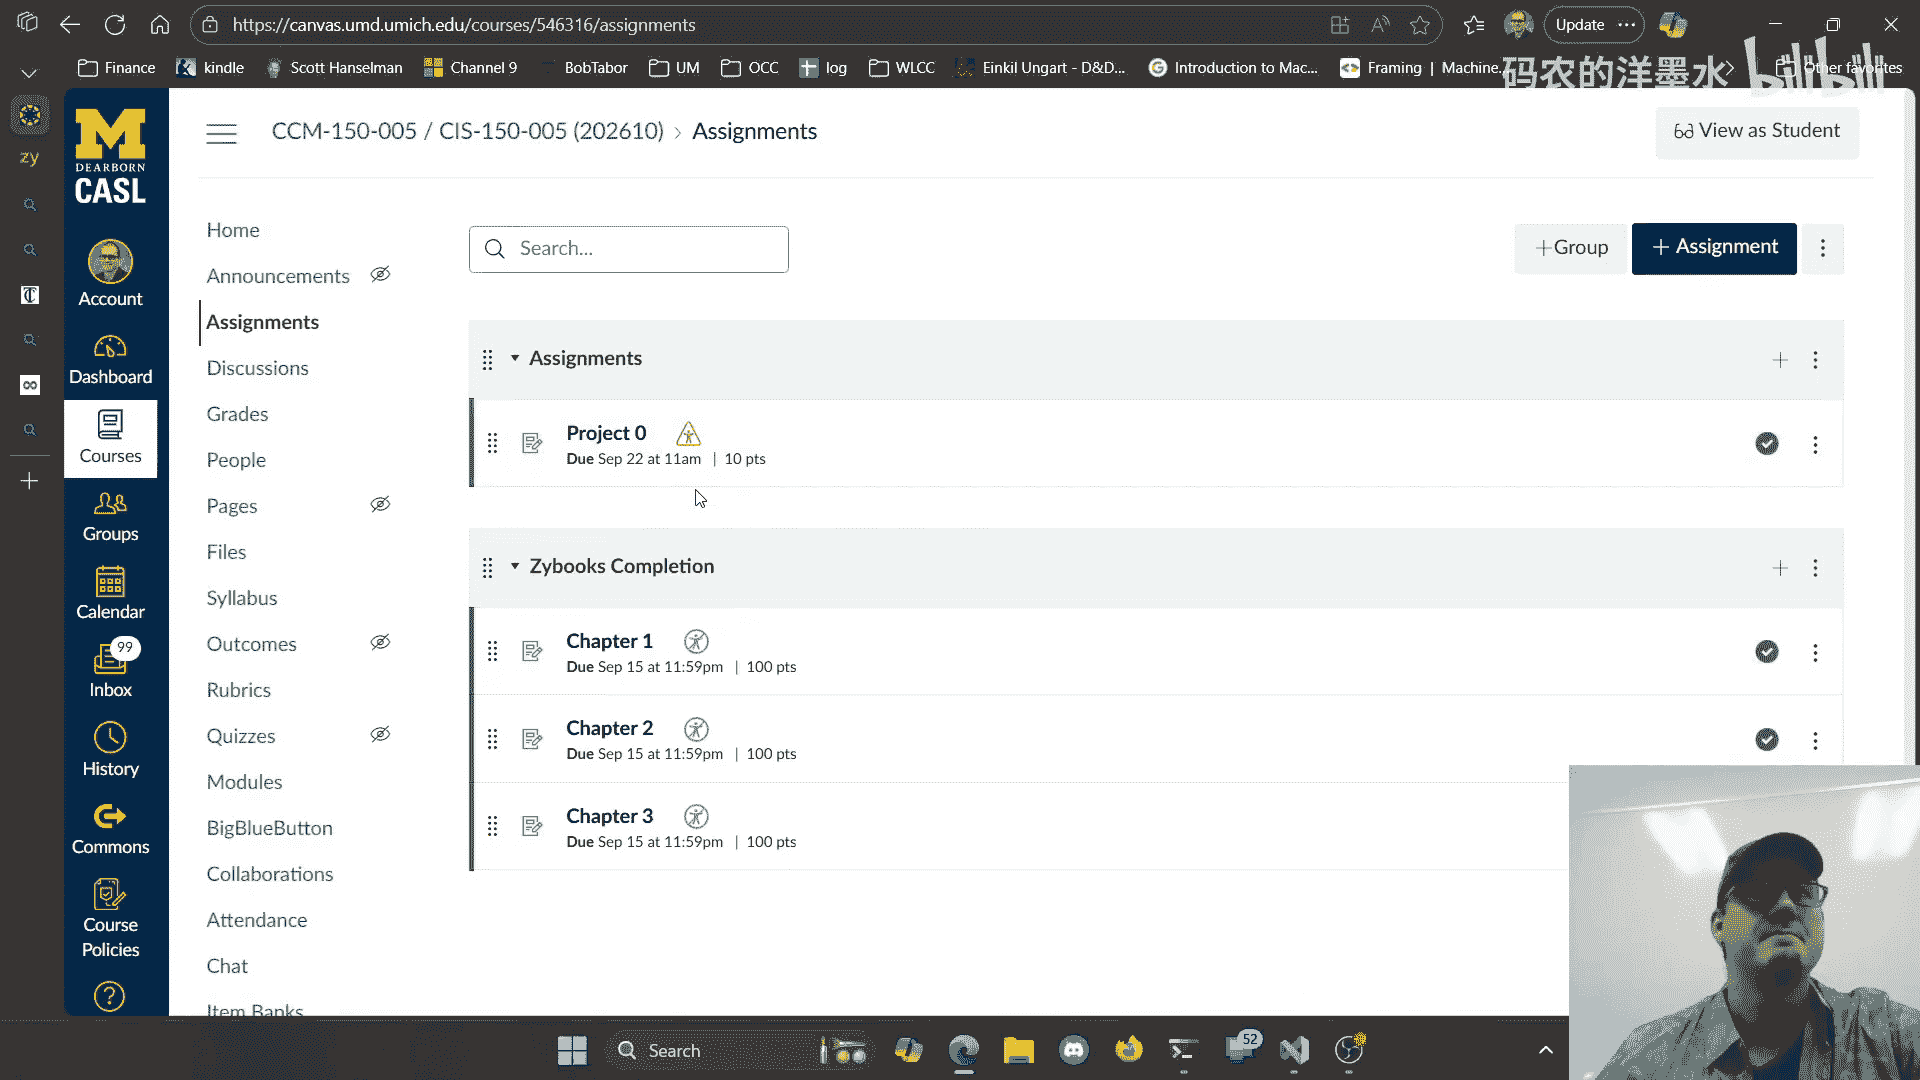 https://canvas.umd.umich.edu/courses/546316/assignments
Update
Finance
kindle
Scott Hanselman
Channel 9
BobTabor
UM
OCC
log
WLCC
Einkil Ungart - D&D...
Introduction to Mac...
Framing | Machine...
Other favorites
码农的洋墨水
bilibili
zy
M
DEARBORN
CASL
Account
Dashboard
Courses
Groups
Calendar
99
Inbox
History
Commons
Course
Policies
CCM-150-005 / CIS-150-005 (202610) › Assignments
View as Student
Home
Announcements
Assignments
Discussions
Grades
People
Pages
Files
Syllabus
Outcomes
Rubrics
Quizzes
Modules
BigBlueButton
Collaborations
Attendance
Chat
Item Banks
Search...
+Group
+ Assignment
Assignments
Project 0
Due Sep 22 at 11am | 10 pts
Zybooks Completion
Chapter 1
Due Sep 15 at 11:59pm | 100 pts
Chapter 2
Due Sep 15 at 11:59pm | 100 pts
Chapter 3
Due Sep 15 at 11:59pm | 100 pts
Search
52